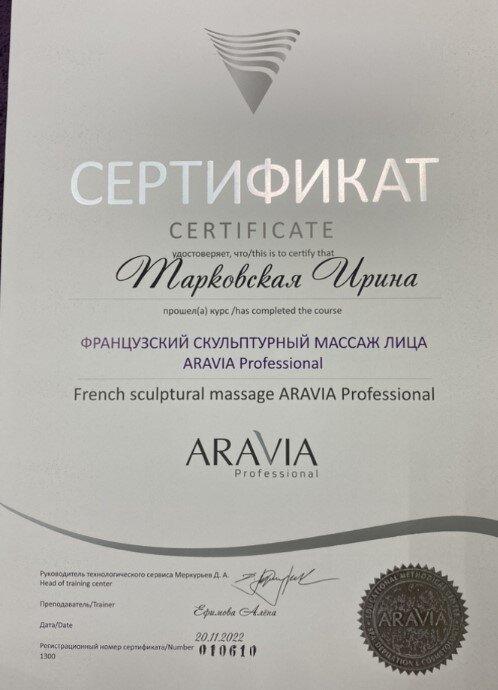 СЕРТИФИКАТ
CERTIFICATE
удостоверяет, что/this is to certify that
Тарковская Ирина
прошел(а) курс /has completed the course
ФРАНЦУЗСКИЙ СКУЛЬПТУРНЫЙ МАССАЖ ЛИЦА
ARAVIA Professional
French sculptural massage ARAVIA Professional
ARAVIA
Professional
Руководитель технологического сервиса Меркурьев Д. А.
Head of training center
Преподаватель/Trainer
Ефимова Алёна
Дата/Date
20.11.2022
Регистрационный номер сертификата/Number 010610
1300
ARAVIA